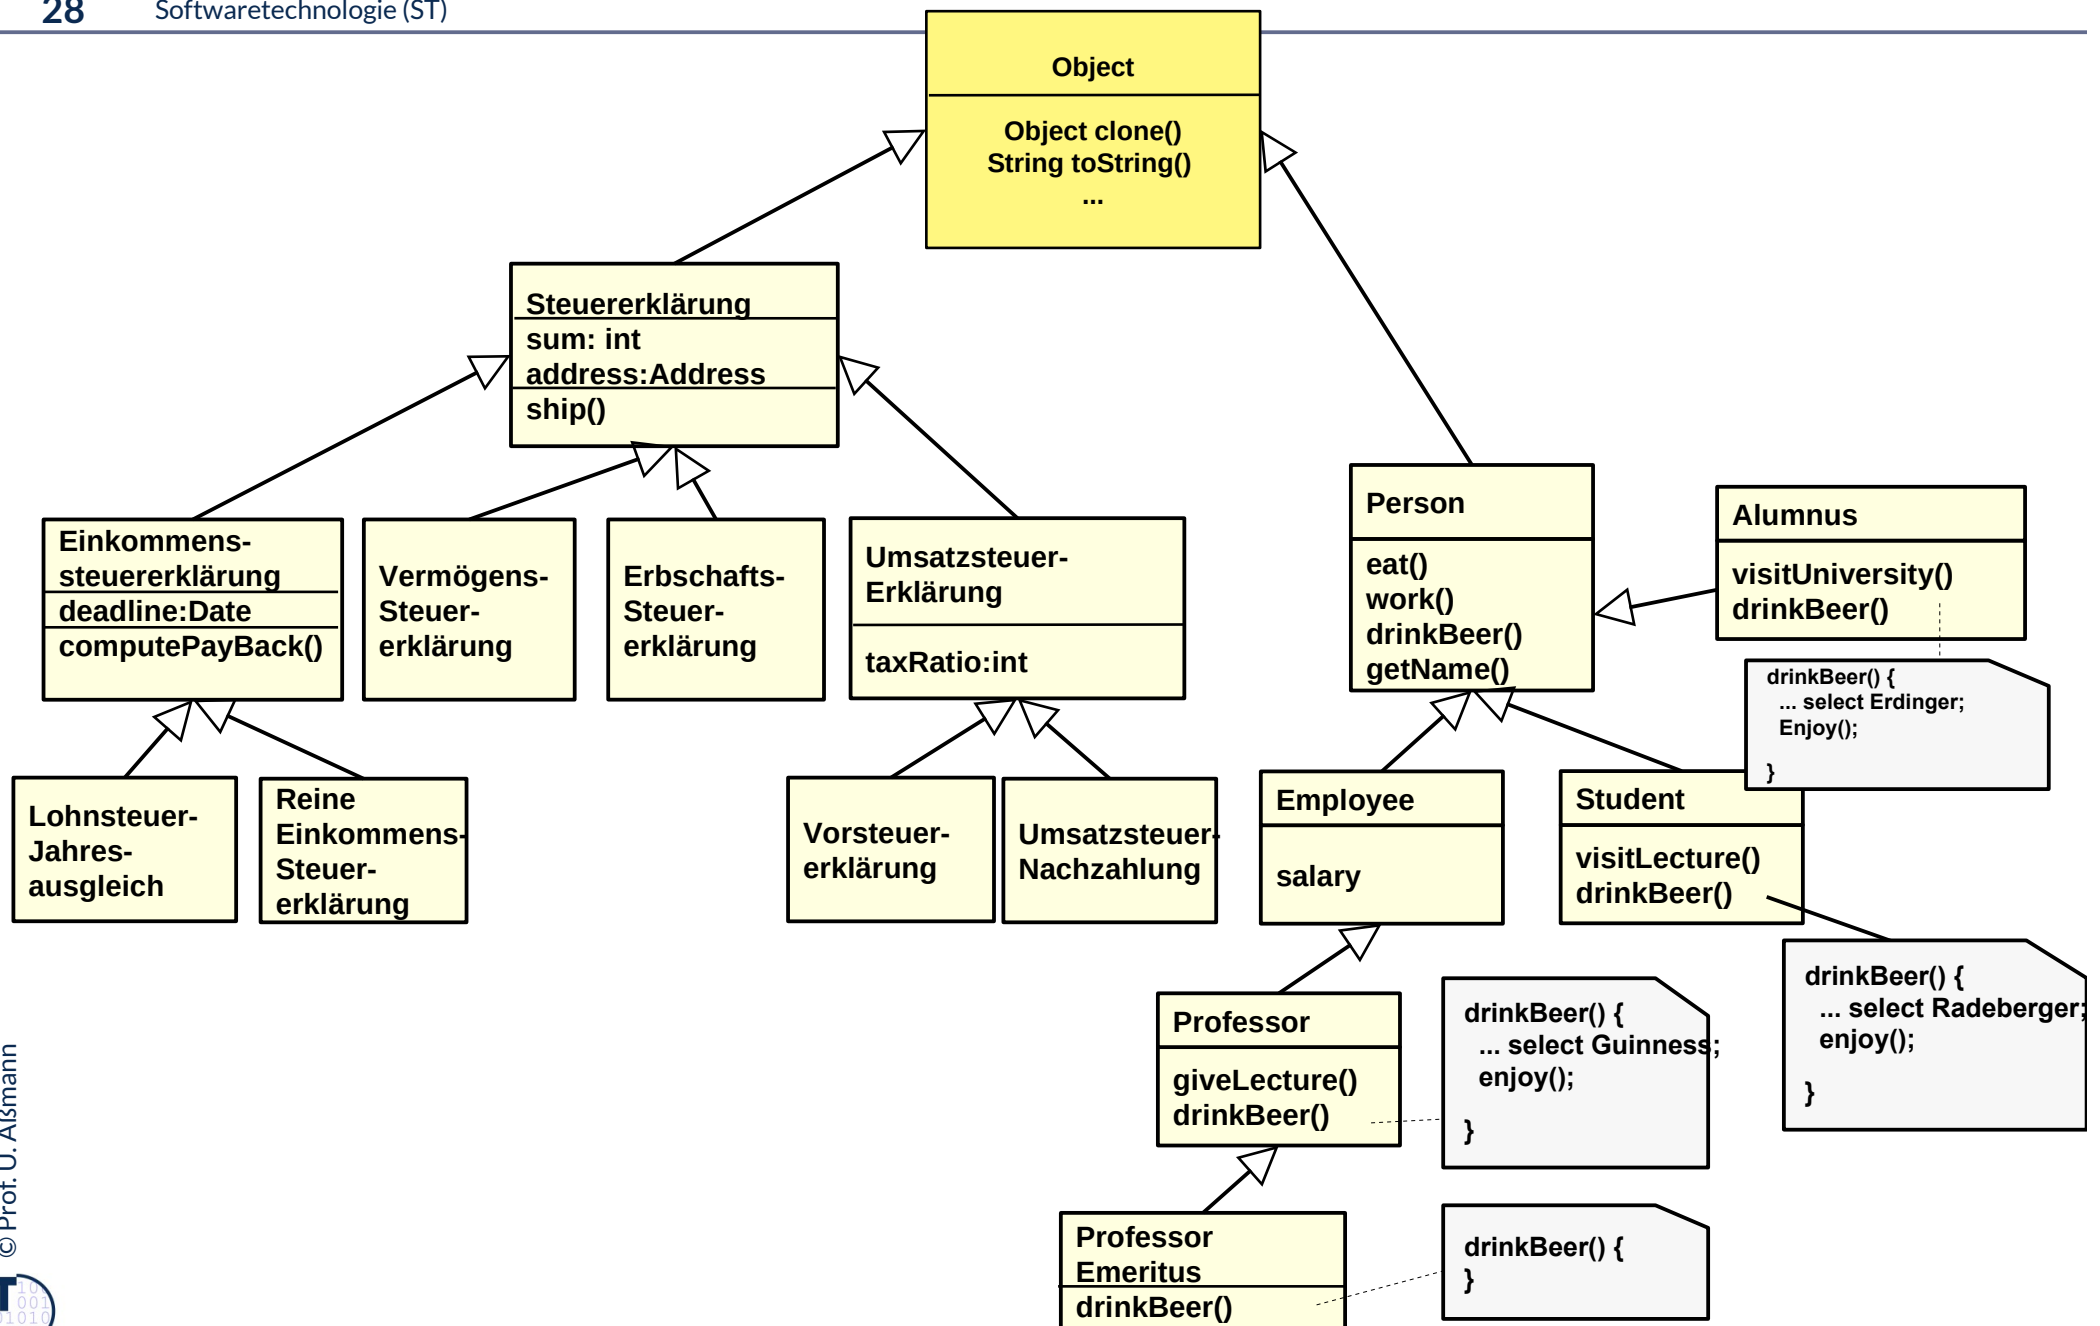 28 Softwaretechnologie (ST)
Object
Object clone()
String toString()
...
Steuererklärung
sum: int
address:Address
ship()
Einkommens-
steuererklärung
deadline:Date
computePayBack()
Vermögens-
Steuer-
erklärung
Erbschafts-
Steuer-
erklärung
Umsatzsteuer-
Erklärung
taxRatio:int
Person
eat()
work()
drinkBeer()
getName()
Alumnus
visitUniversity()
drinkBeer()
drinkBeer() {
... select Erdinger;
Enjoy();
}
Lohnsteuer-
Jahres-
ausgleich
Reine
Einkommens-
Steuer-
erklärung
Vorsteuer-
erklärung
Umsatzsteuer-
Nachzahlung
Employee
salary
Student
visitLecture()
drinkBeer()
drinkBeer() {
... select Radeberger;
enjoy();
}
Professor
giveLecture()
drinkBeer()
drinkBeer() {
... select Guinness;
enjoy();
}
Professor
Emeritus
drinkBeer()
drinkBeer() {
}
© Prof. U. Aßmann